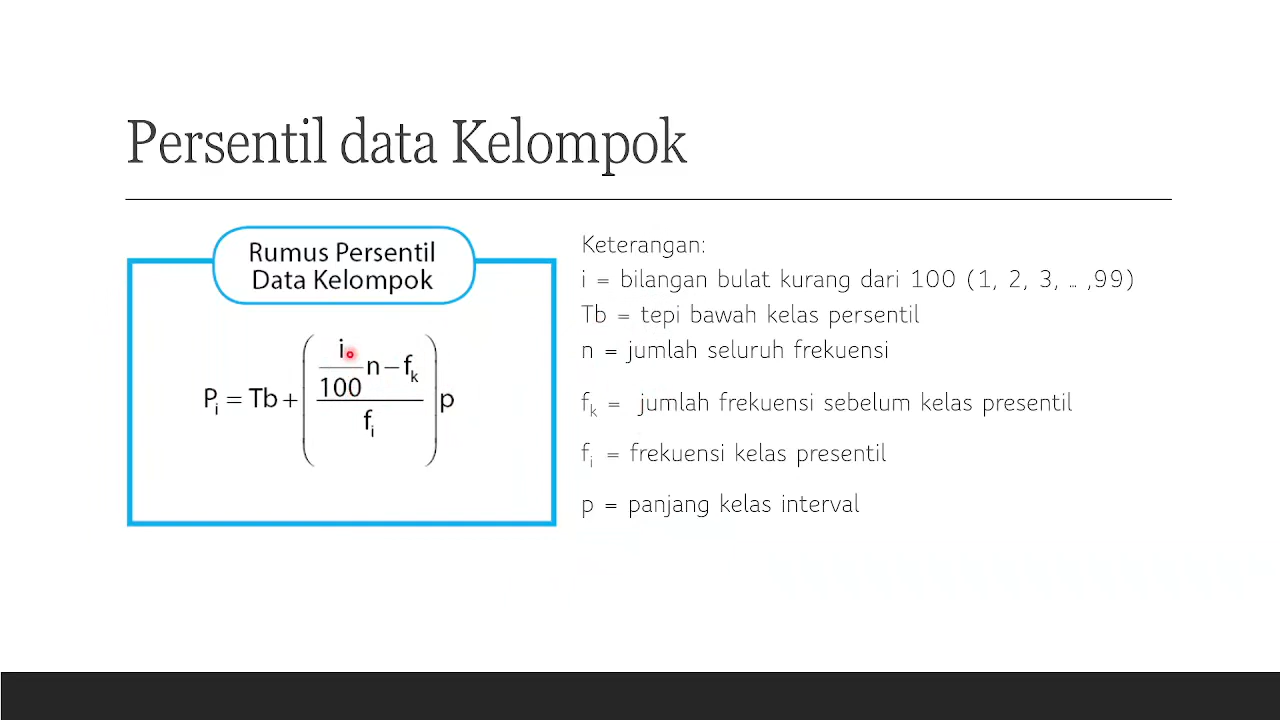 Persentil data Kelompok
Rumus Persentil
Data Kelompok
P_i = Tb + ( (i/100 n − f_k) / f_i ) p
Keterangan:
i = bilangan bulat kurang dari 100 (1, 2, 3, … ,99)
Tb = tepi bawah kelas persentil
n = jumlah seluruh frekuensi
f_k = jumlah frekuensi sebelum kelas presentil
f_i = frekuensi kelas presentil
p = panjang kelas interval